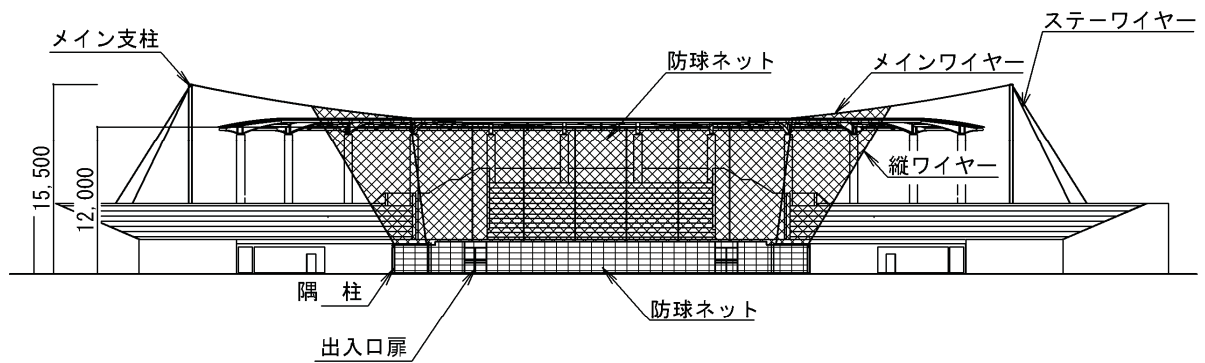 ステーワイヤー
メイン支柱
防球ネット
メインワイヤー
縦ワイヤー
15,500
12,000
隅 柱
防球ネット
出入口扉